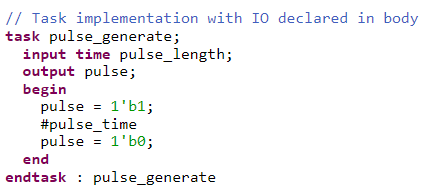 // Task implementation with IO declared in body
task pulse_generate;
input time pulse_length;
output pulse;
begin
pulse = 1'b1;
#pulse_time
pulse = 1'b0;
end
endtask : pulse_generate